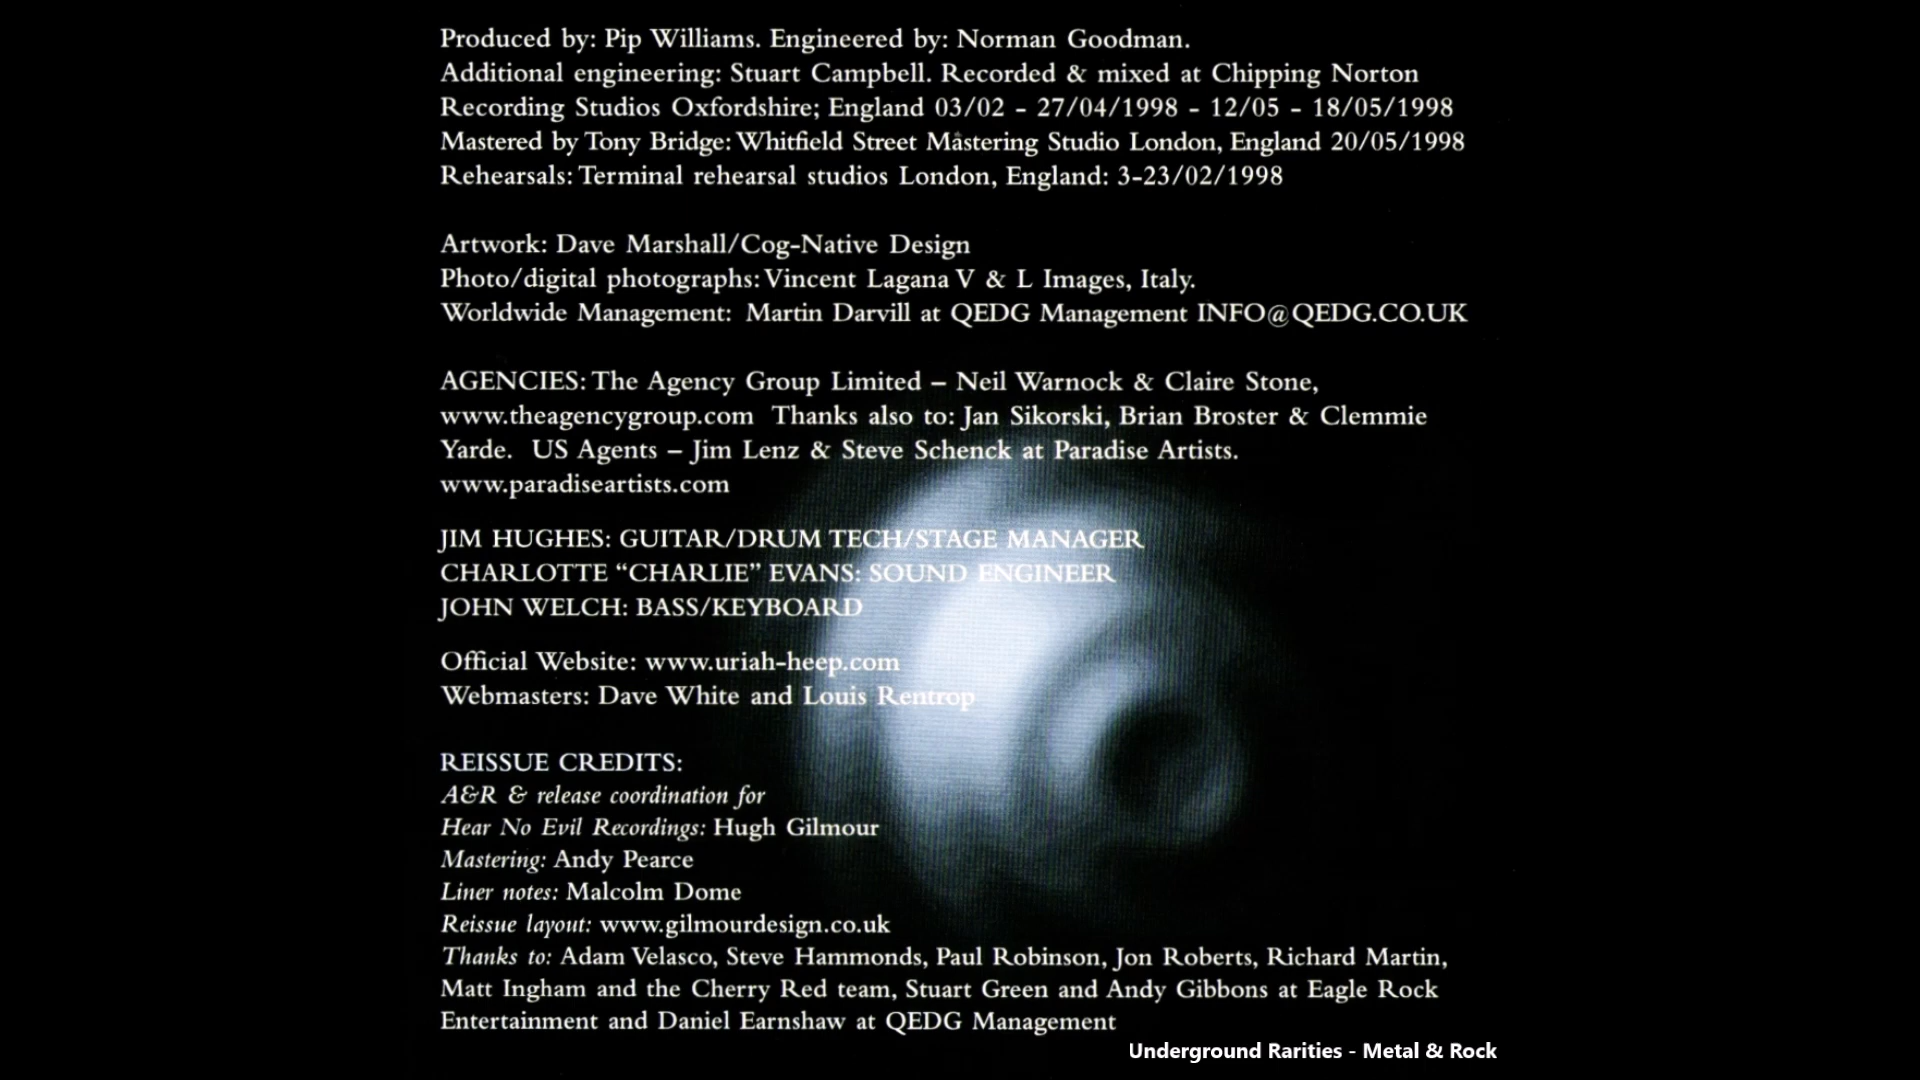 Produced by: Pip Williams. Engineered by: Norman Goodman.
Additional engineering: Stuart Campbell. Recorded & mixed at Chipping Norton
Recording Studios Oxfordshire; England 03/02 - 27/04/1998 - 12/05 - 18/05/1998
Mastered by Tony Bridge: Whitfield Street Mastering Studio London, England 20/05/1998
Rehearsals: Terminal rehearsal studios London, England: 3-23/02/1998
Artwork: Dave Marshall/Cog-Native Design
Photo/digital photographs: Vincent Lagana V & L Images, Italy.
Worldwide Management: Martin Darvill at QEDG Management INFO@QEDG.CO.UK
AGENCIES: The Agency Group Limited – Neil Warnock & Claire Stone,
www.theagencygroup.com Thanks also to: Jan Sikorski, Brian Broster & Clemmie
Yarde. US Agents – Jim Lenz & Steve Schenck at Paradise Artists.
www.paradiseartists.com
JIM HUGHES: GUITAR/DRUM TECH/STAGE MANAGER
CHARLOTTE “CHARLIE” EVANS: SOUND ENGINEER
JOHN WELCH: BASS/KEYBOARD
Official Website: www.uriah-heep.com
Webmasters: Dave White and Louis Rentrop
REISSUE CREDITS:
A&R & release coordination for
Hear No Evil Recordings: Hugh Gilmour
Mastering: Andy Pearce
Liner notes: Malcolm Dome
Reissue layout: www.gilmourdesign.co.uk
Thanks to: Adam Velasco, Steve Hammonds, Paul Robinson, Jon Roberts, Richard Martin,
Matt Ingham and the Cherry Red team, Stuart Green and Andy Gibbons at Eagle Rock
Entertainment and Daniel Earnshaw at QEDG Management
Underground Rarities - Metal & Rock